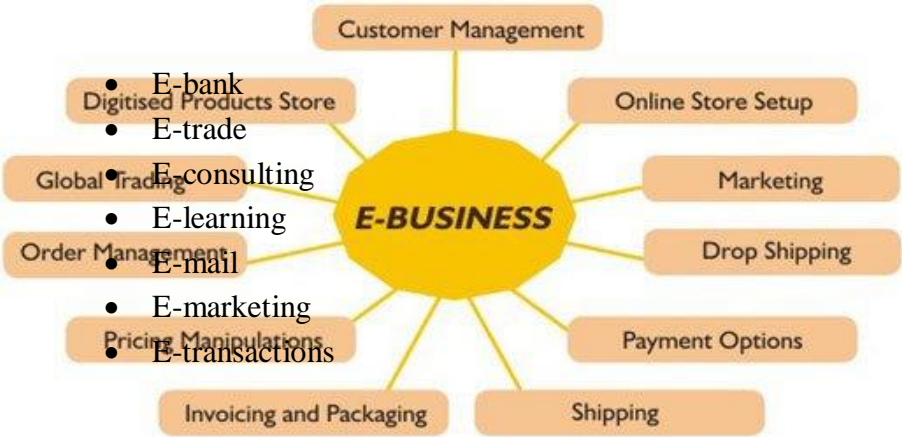 Customer Management
• E-bank
Digitised Products Store
Online Store Setup
• E-trade
• E-consulting
Global Trading
Marketing
• E-learning
E-BUSINESS
Order Management
Drop Shipping
• E-mail
• E-marketing
Pricing Manipulations
Payment Options
• E-transactions
Invoicing and Packaging
Shipping